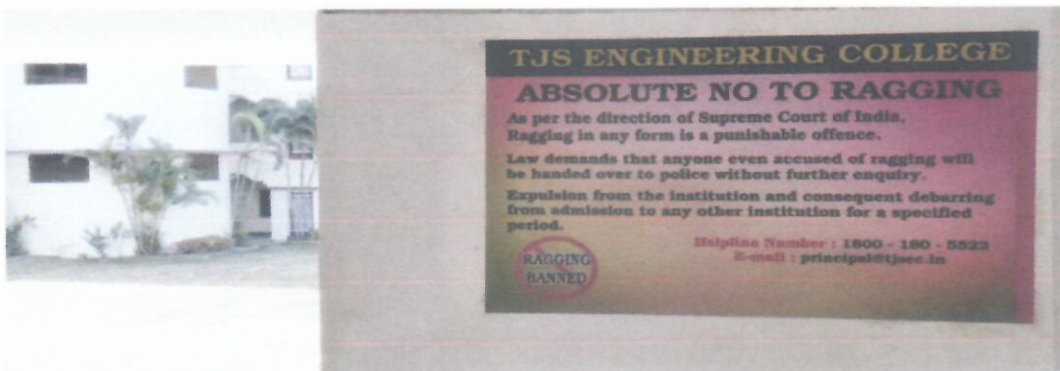 TJS ENGINEERING COLLEGE
ABSOLUTE NO TO RAGGING
As per the direction of Supreme Court of India,
Ragging in any form is a punishable offence.
Law demands that anyone even accused of ragging will
be handed over to police without further enquiry.
Expulsion from the institution and consequent debarring
from admission to any other institution for a specified
period.
Helpline Number : 1800 - 180 - 5522
E-mail : principal@tjsec.in
RAGGING
BANNED